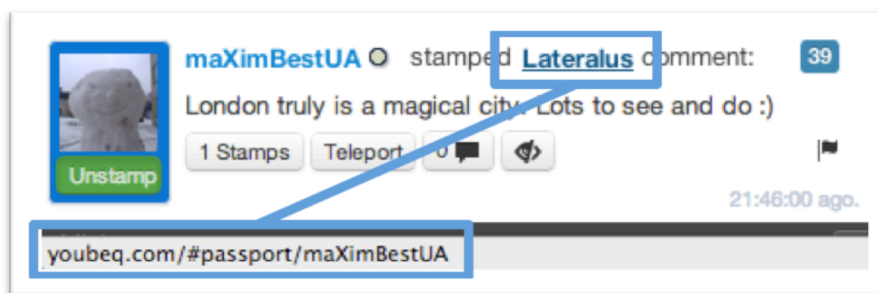 maXimBestUA stamped Lateralus comment: 39
London truly is a magical city. Lots to see and do :)
1 Stamps Teleport 0
Unstamp
21:46:00 ago.
youbeq.com/#passport/maXimBestUA